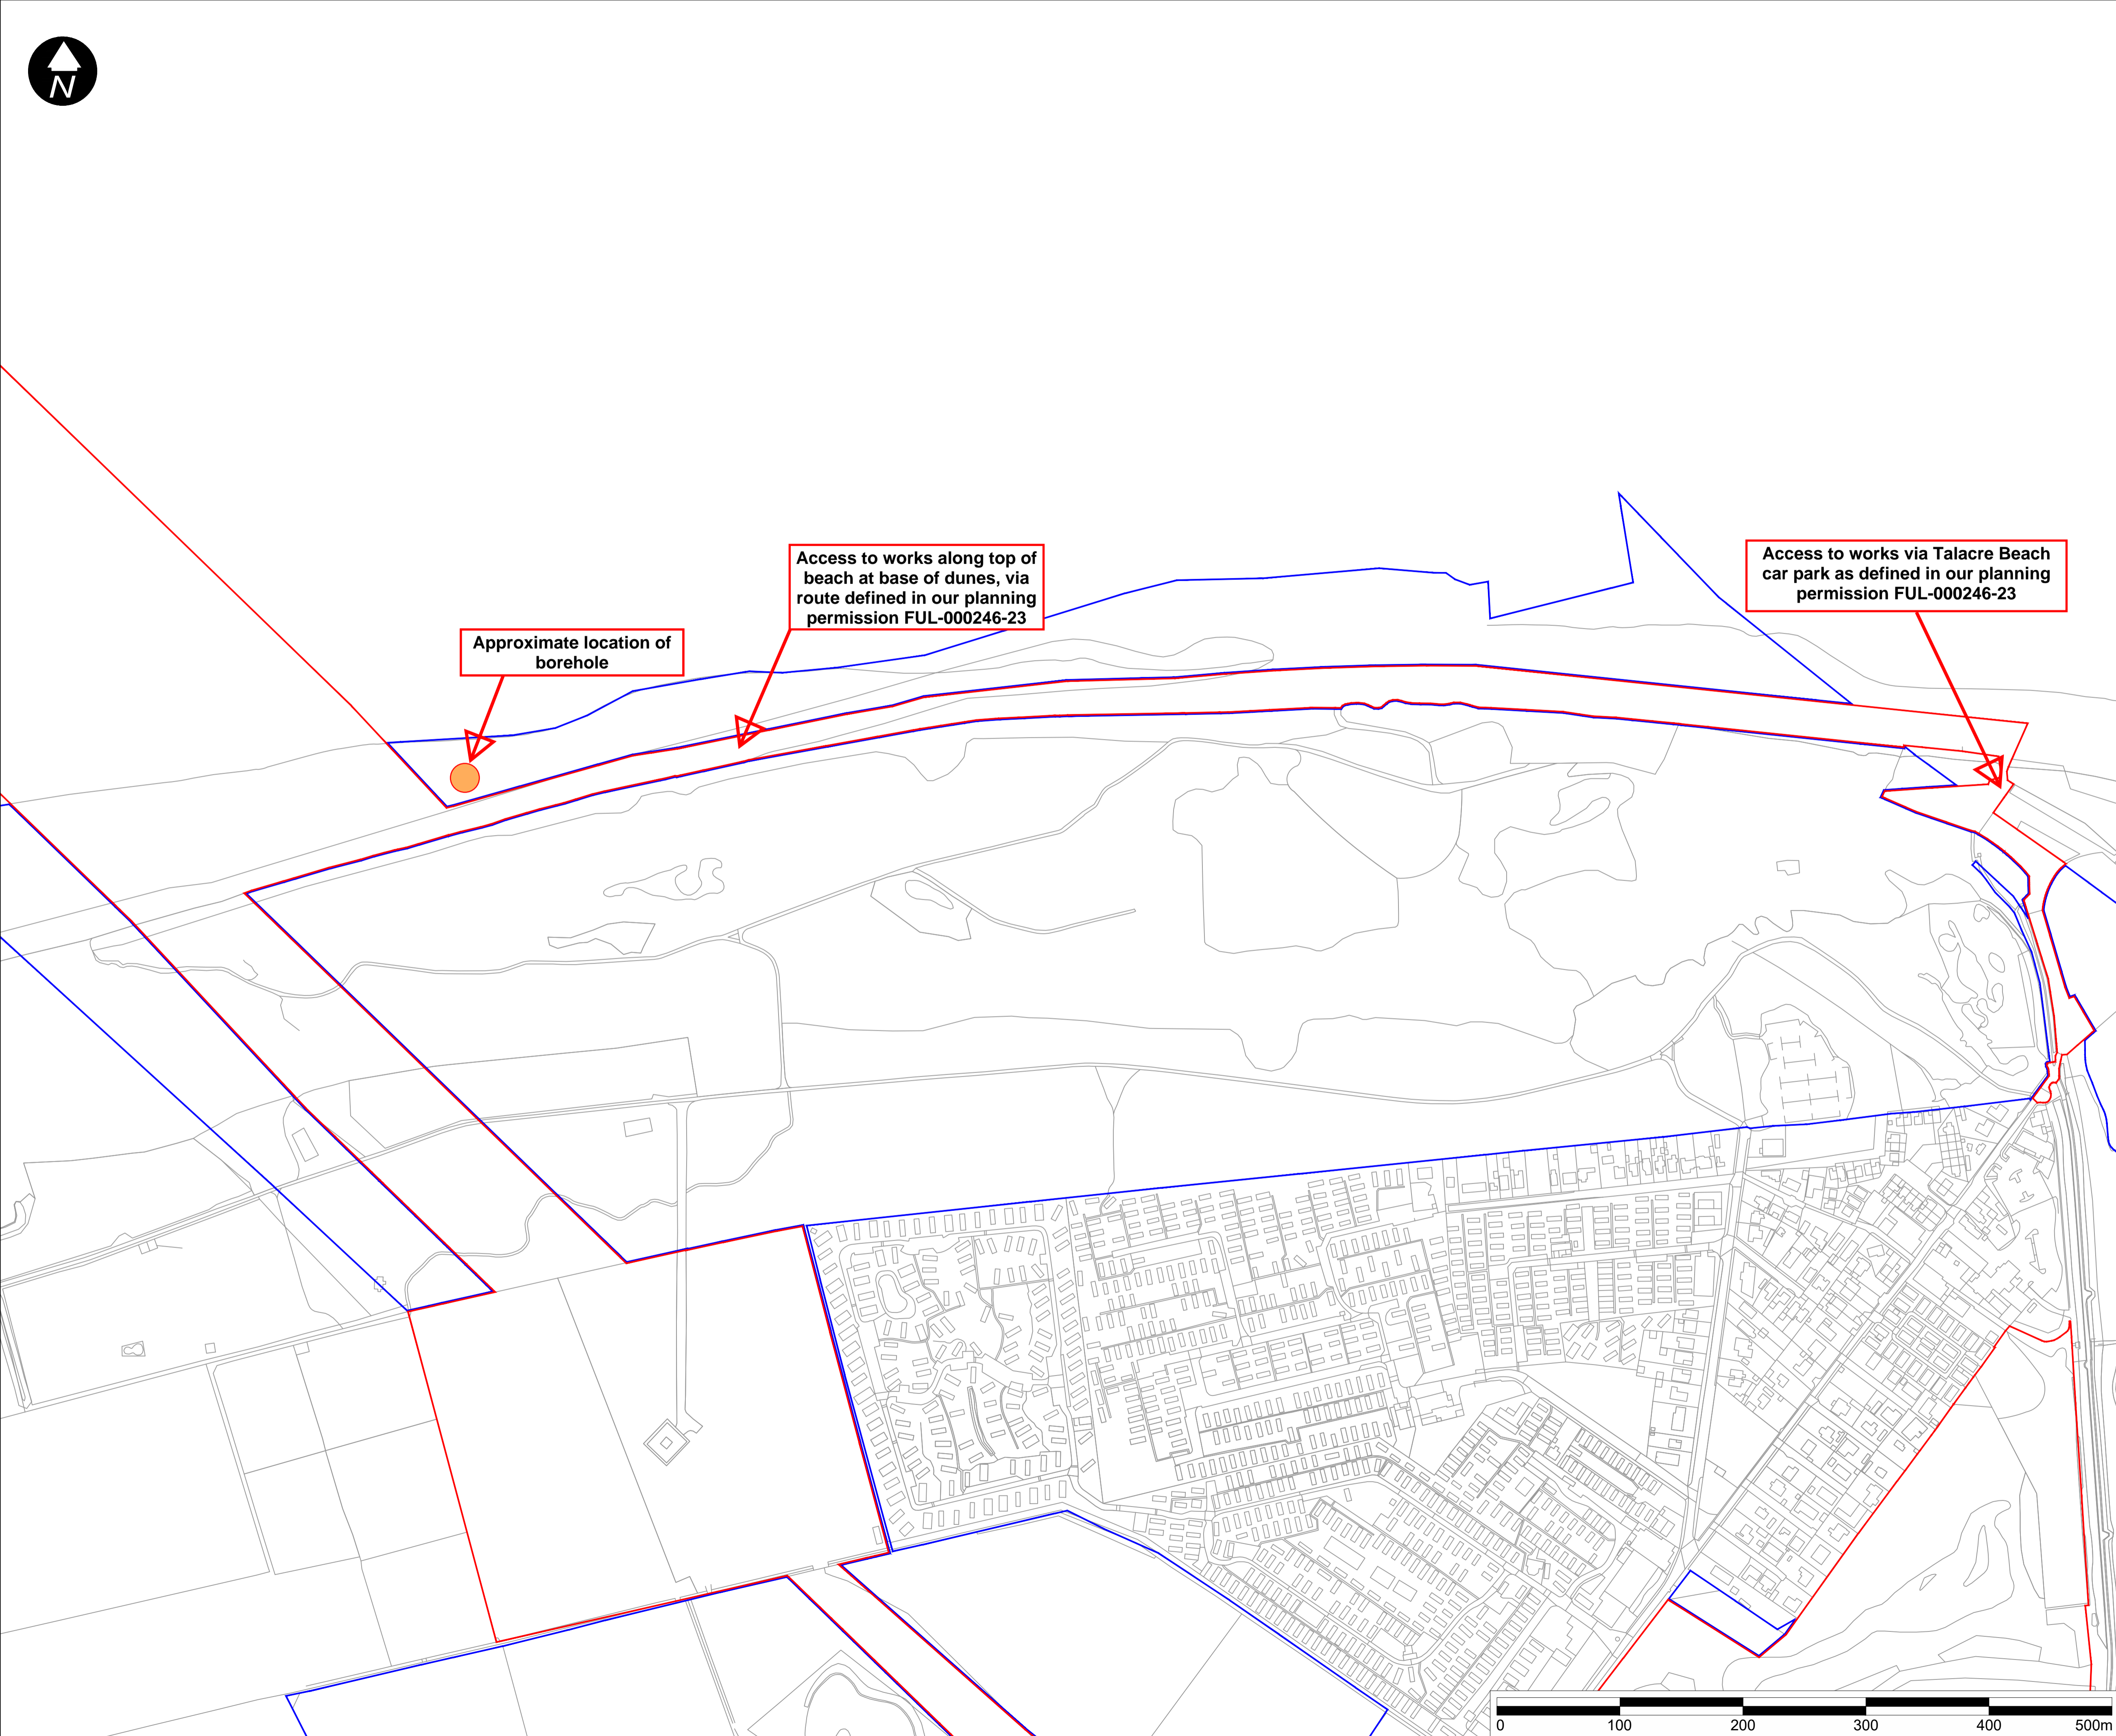 N
Access to works along top of
beach at base of dunes, via
route defined in our planning
permission FUL-000246-23
Access to works via Talacre Beach
car park as defined in our planning
permission FUL-000246-23
Approximate location of
borehole
0 100 200 300 400 500m